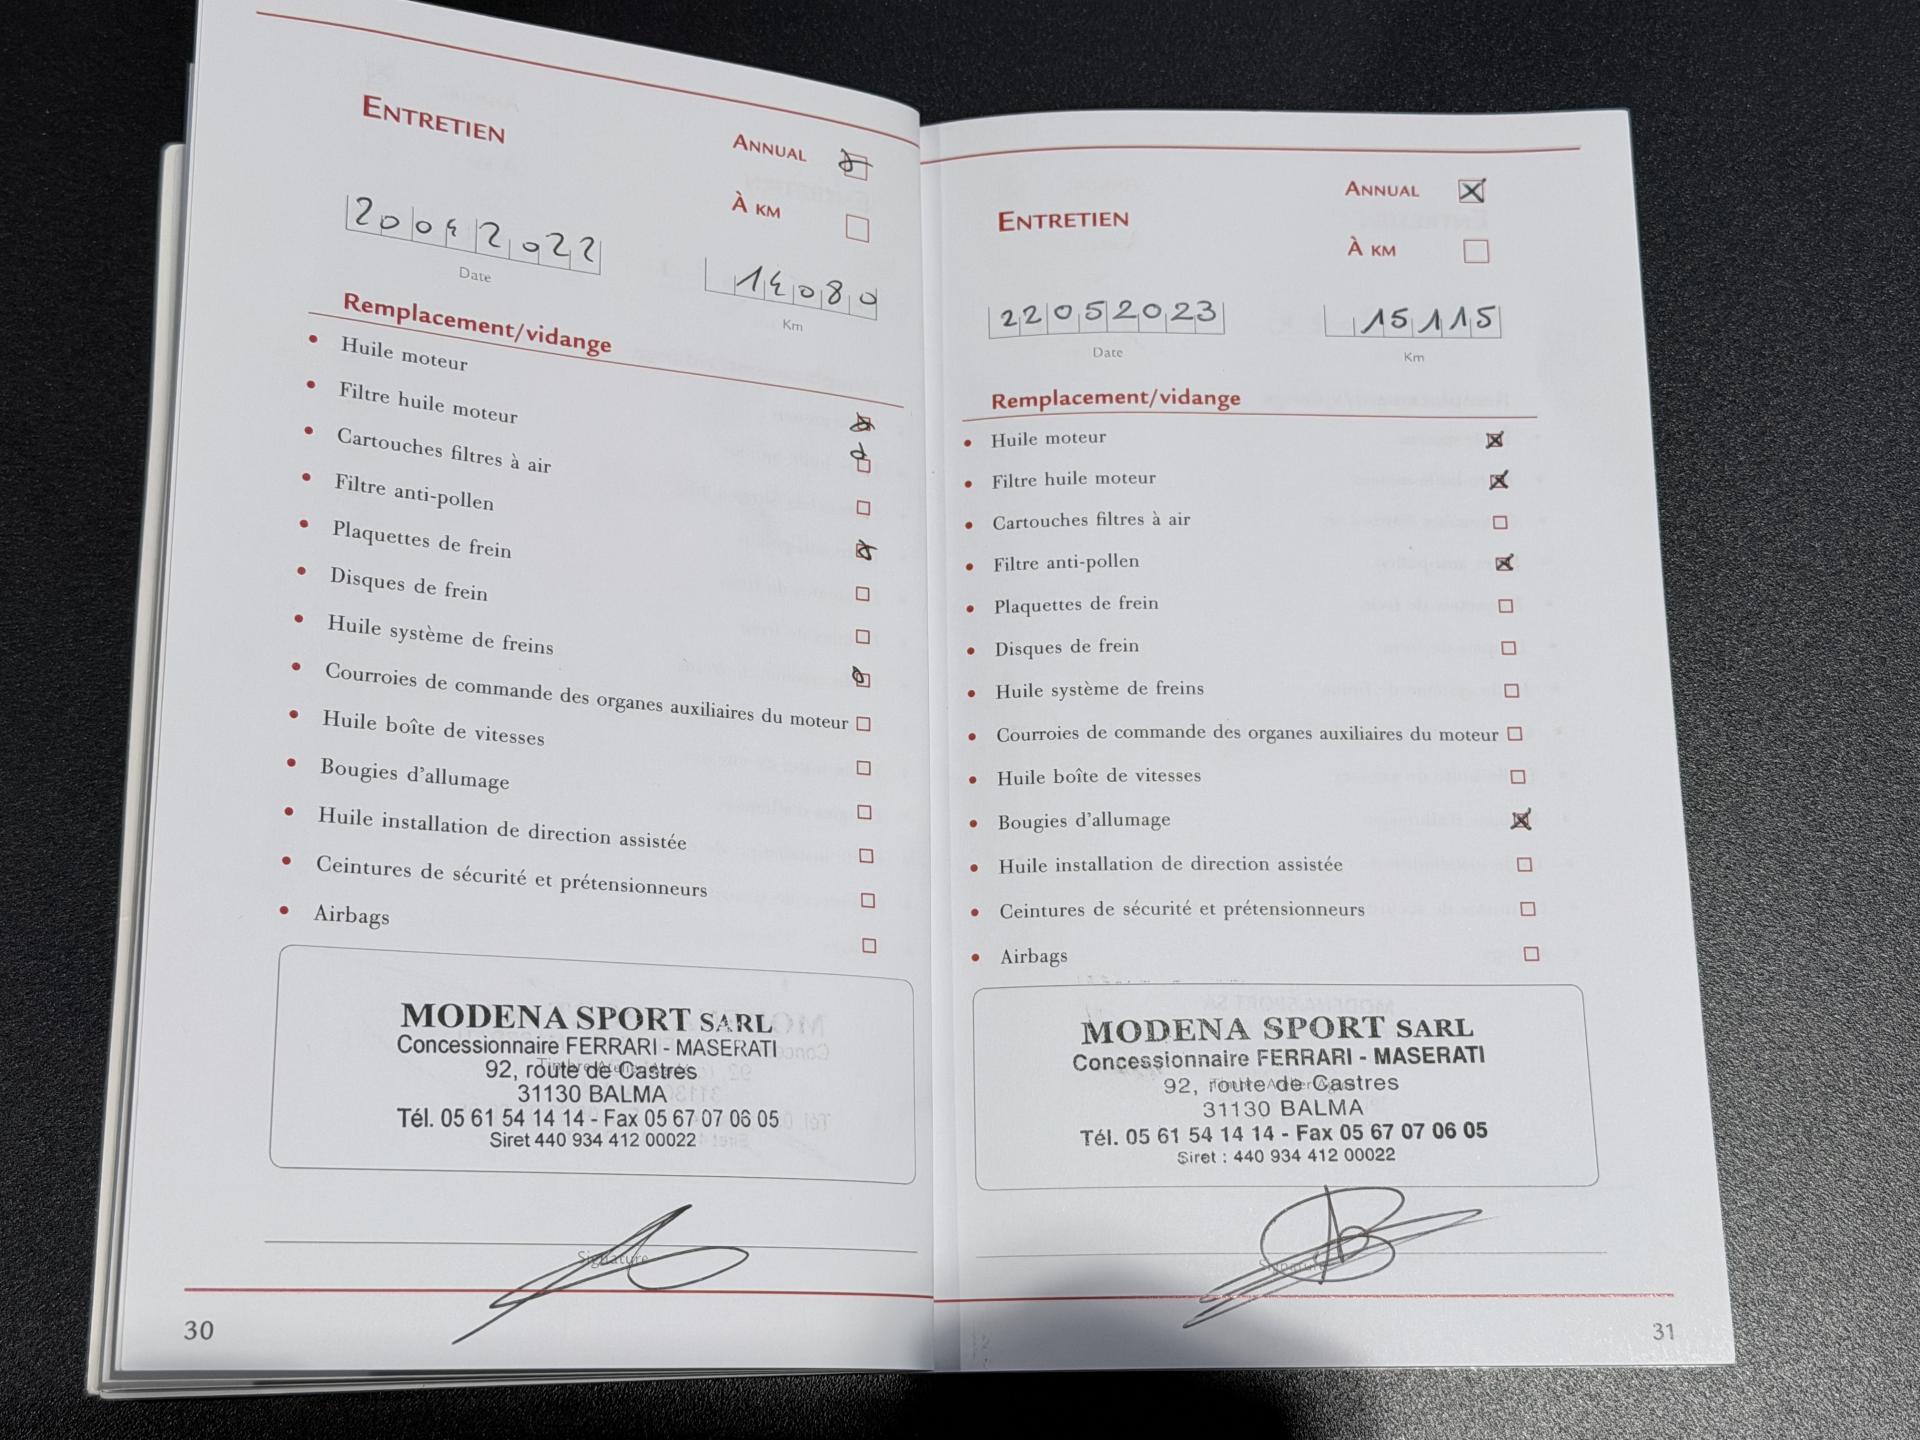 ENTRETIEN
ANNUAL
À KM
20042022
Date
14080
Km
Remplacement/vidange
Huile moteur
Filtre huile moteur
Cartouches filtres à air
Filtre anti-pollen
Plaquettes de frein
Disques de frein
Huile système de freins
Courroies de commande des organes auxiliaires du moteur
Huile boîte de vitesses
Bougies d'allumage
Huile installation de direction assistée
Ceintures de sécurité et prétensionneurs
Airbags
MODENA SPORT SARL
Concessionnaire FERRARI - MASERATI
92, route de Castres
31130 BALMA
Tél. 05 61 54 14 14 - Fax 05 67 07 06 05
Siret 440 934 412 00022
Signature
30
ENTRETIEN
ANNUAL
À KM
22052023
Date
15115
Km
Remplacement/vidange
Huile moteur
Filtre huile moteur
Cartouches filtres à air
Filtre anti-pollen
Plaquettes de frein
Disques de frein
Huile système de freins
Courroies de commande des organes auxiliaires du moteur
Huile boîte de vitesses
Bougies d'allumage
Huile installation de direction assistée
Ceintures de sécurité et prétensionneurs
Airbags
MODENA SPORT SARL
Concessionnaire FERRARI - MASERATI
92, route de Castres
31130 BALMA
Tél. 05 61 54 14 14 - Fax 05 67 07 06 05
Siret : 440 934 412 00022
Signature
31